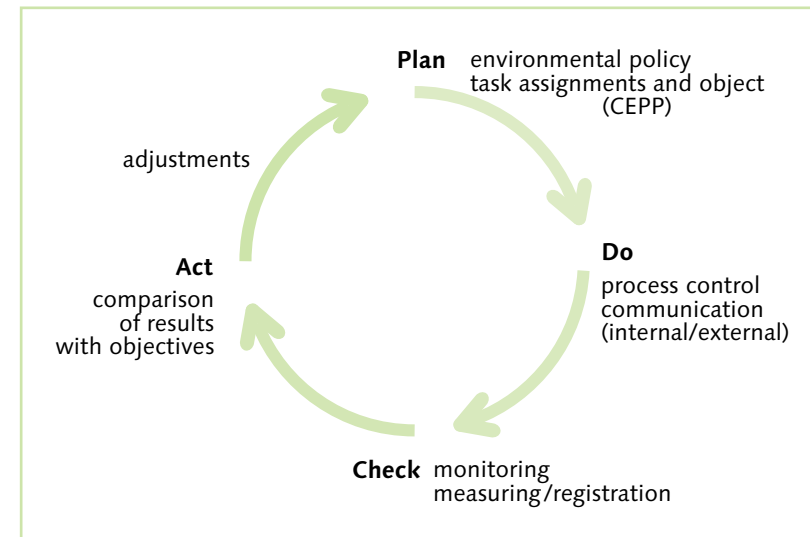 Plan environmental policy
task assignments and object
(CEPP)
adjustments
Do
process control
communication
(internal/external)
Act
comparison
of results
with objectives
Check monitoring
measuring/registration